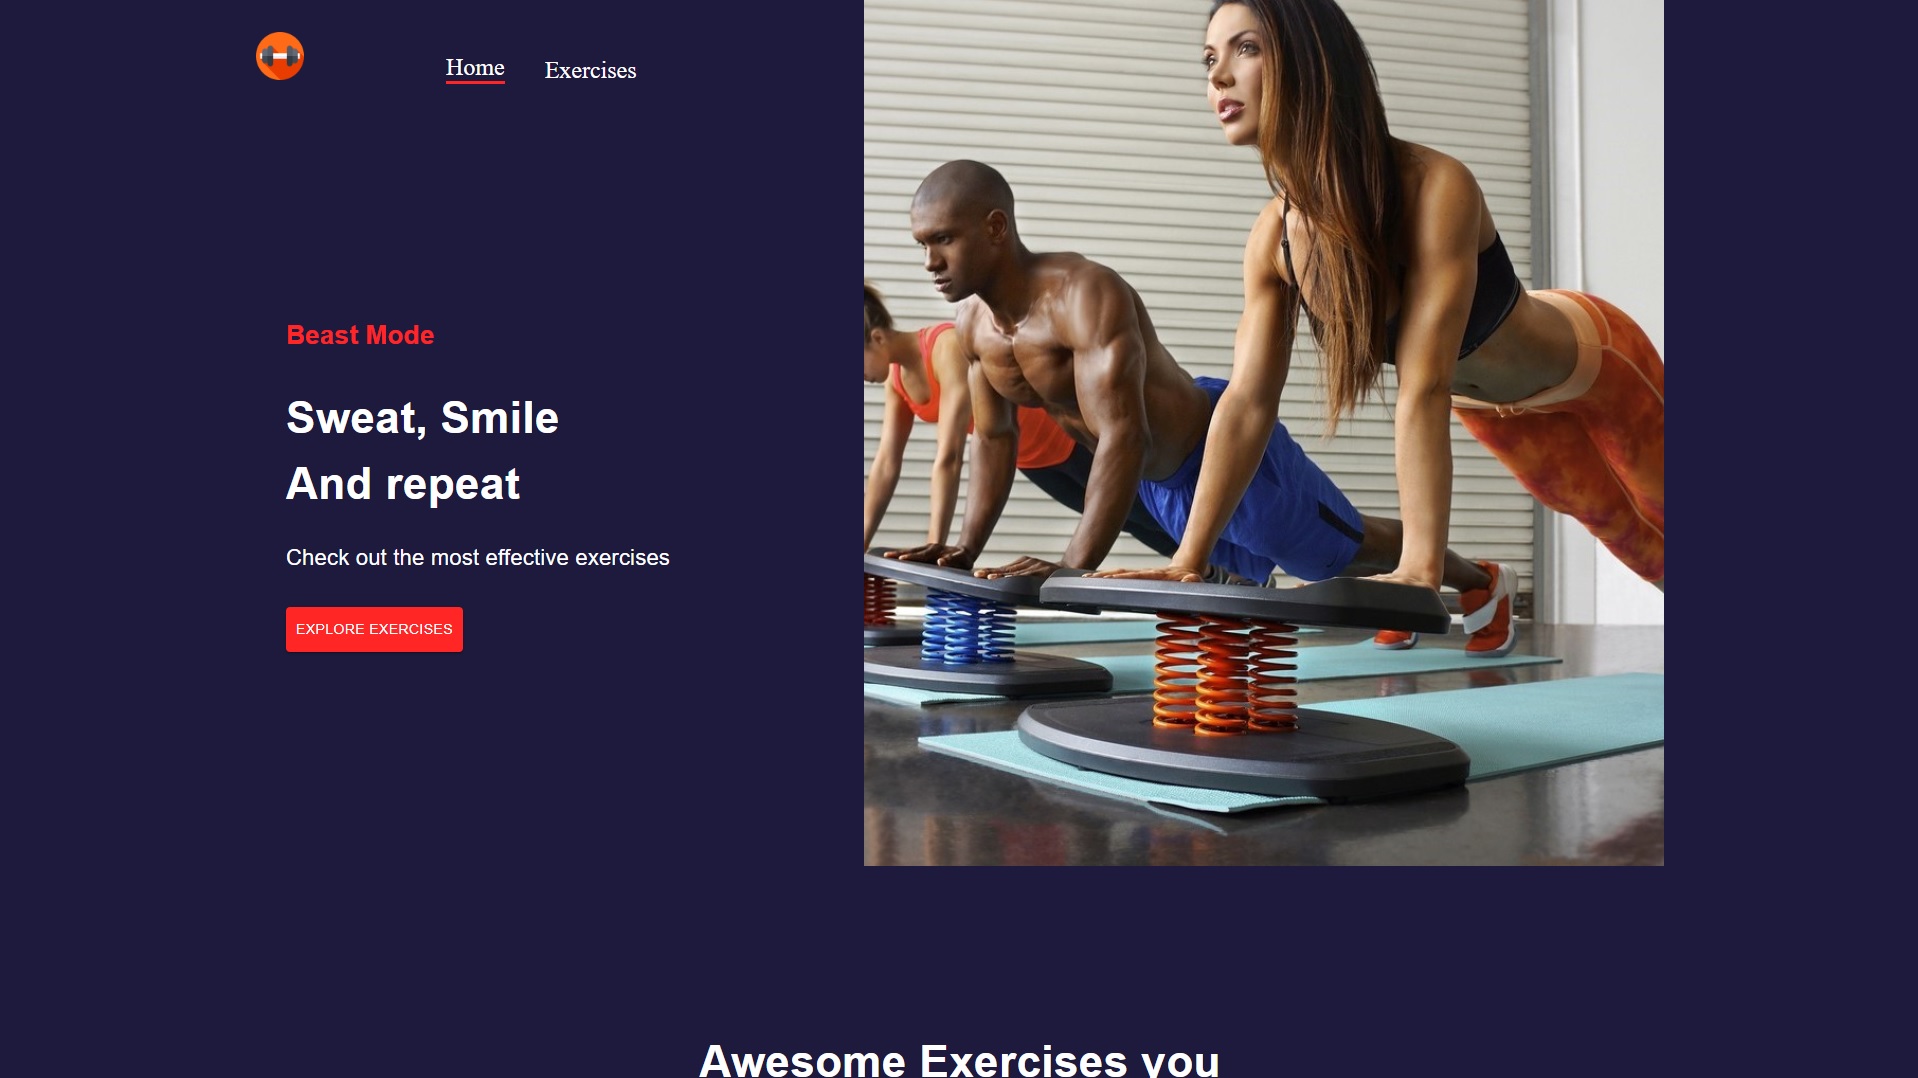 Home
Exercises
Beast Mode
Sweat, Smile
And repeat
Check out the most effective exercises
EXPLORE EXERCISES
Awesome Exercises you